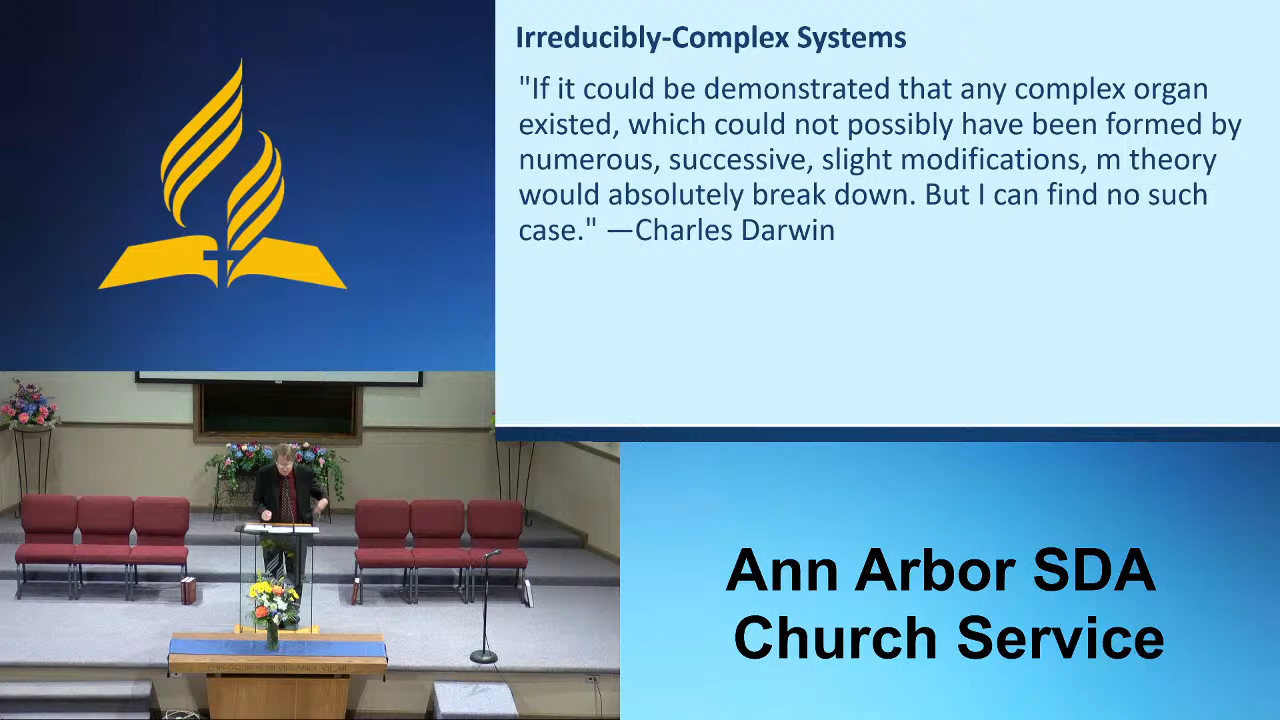 Irreducibly-Complex Systems
"If it could be demonstrated that any complex organ
existed, which could not possibly have been formed by
numerous, successive, slight modifications, m theory
would absolutely break down. But I can find no such
case." —Charles Darwin
Ann Arbor SDA
Church Service